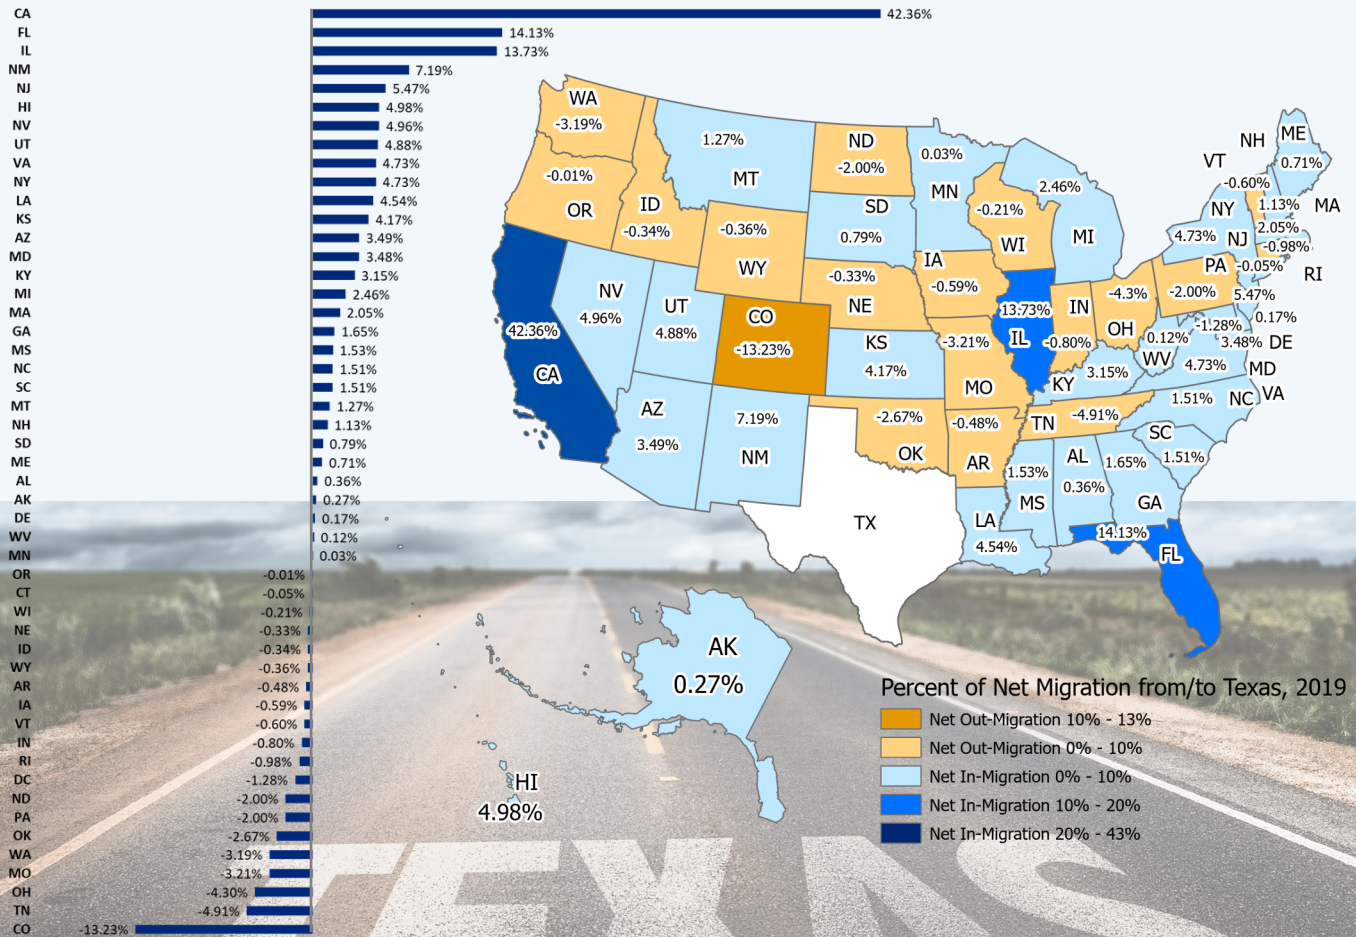 CA 42.36%
FL 14.13%
IL 13.73%
NM 7.19%
NJ 5.47%
HI 4.98%
NV 4.96%
UT 4.88%
VA 4.73%
NY 4.73%
LA 4.54%
KS 4.17%
AZ 3.49%
MD 3.48%
KY 3.15%
MI 2.46%
MA 2.05%
GA 1.65%
MS 1.53%
NC 1.51%
SC 1.51%
MT 1.27%
NH 1.13%
SD 0.79%
ME 0.71%
AL 0.36%
AK 0.27%
DE 0.17%
WV 0.12%
MN 0.03%
OR -0.01%
CT -0.05%
WI -0.21%
NE -0.33%
ID -0.34%
WY -0.36%
AR -0.48%
IA -0.59%
VT -0.60%
IN -0.80%
RI -0.98%
DC -1.28%
ND -2.00%
PA -2.00%
OK -2.67%
WA -3.19%
MO -3.21%
OH -4.30%
TN -4.91%
CO -13.23%
WA
-3.19%
-0.01%
OR
ID
-0.34%
1.27%
MT
-0.36%
WY
ND
-2.00%
SD
0.79%
-0.33%
NE
0.03%
MN
IA
-0.59%
-0.21%
WI
2.46%
MI
42.36%
CA
NV
4.96%
UT
4.88%
CO
-13.23%
KS
4.17%
-3.21%
MO
13.73%
IL
IN
-0.80%
-4.3%
OH
KY
3.15%
0.12%
WV
PA
-2.00%
NY
4.73%
NJ
VT
NH
-0.60%
ME
0.71%
1.13%
MA
2.05%
-0.98%
RI
-0.05%
5.47%
0.17%
DE
-1.28%
3.48%
MD
4.73%
VA
1.51%
NC
AZ
3.49%
7.19%
NM
-2.67%
OK
-0.48%
AR
TN
-4.91%
SC
1.51%
1.53%
MS
AL
0.36%
1.65%
GA
TX
LA
4.54%
14.13%
FL
AK
0.27%
HI
4.98%
Percent of Net Migration from/to Texas, 2019
Net Out-Migration 10% - 13%
Net Out-Migration 0% - 10%
Net In-Migration 0% - 10%
Net In-Migration 10% - 20%
Net In-Migration 20% - 43%
TEXAS